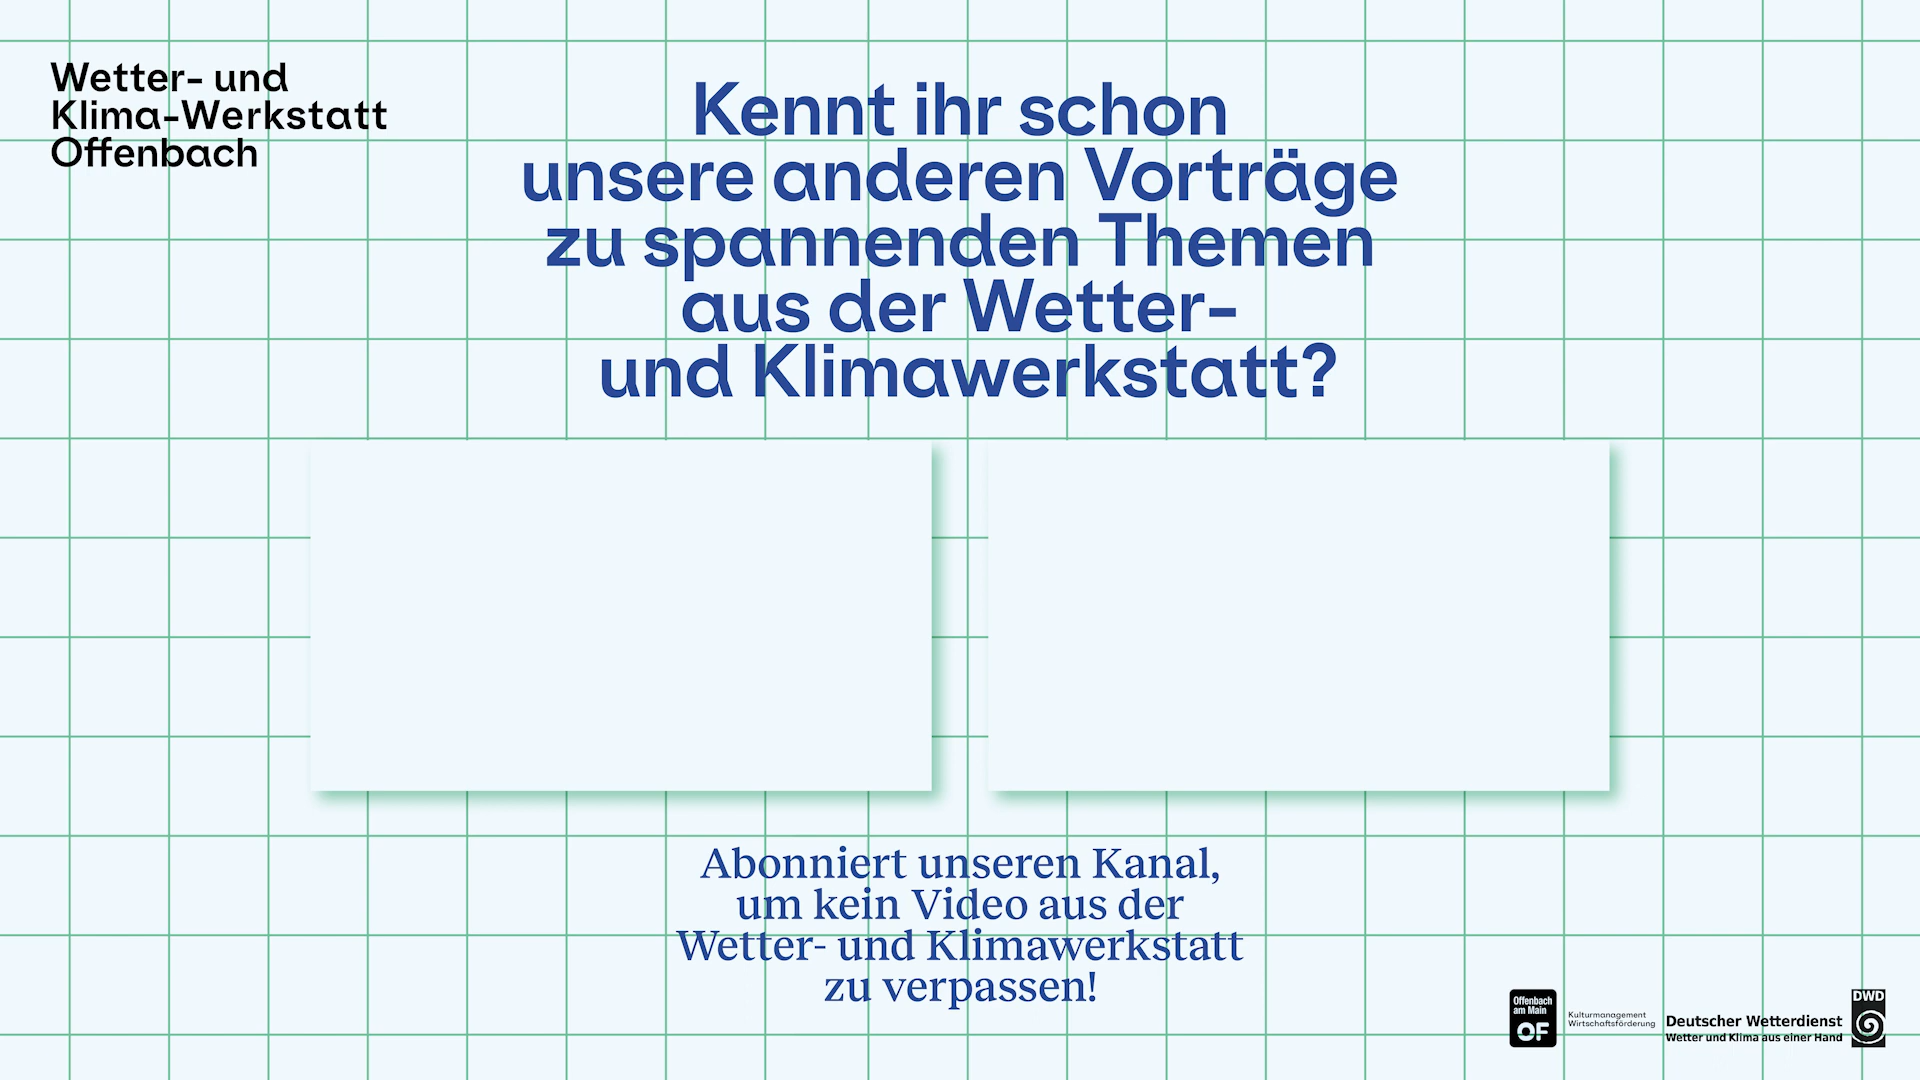 Wetter- und
Klima-Werkstatt
Offenbach
Kennt ihr schon
unsere anderen Vorträge
zu spannenden Themen
aus der Wetter-
und Klimawerkstatt?
Abonniert unseren Kanal,
um kein Video aus der
Wetter- und Klimawerkstatt
zu verpassen!
Offenbach
am Main
OF
Kulturmanagement
Wirtschaftsförderung
Deutscher Wetterdienst
Wetter und Klima aus einer Hand
DWD